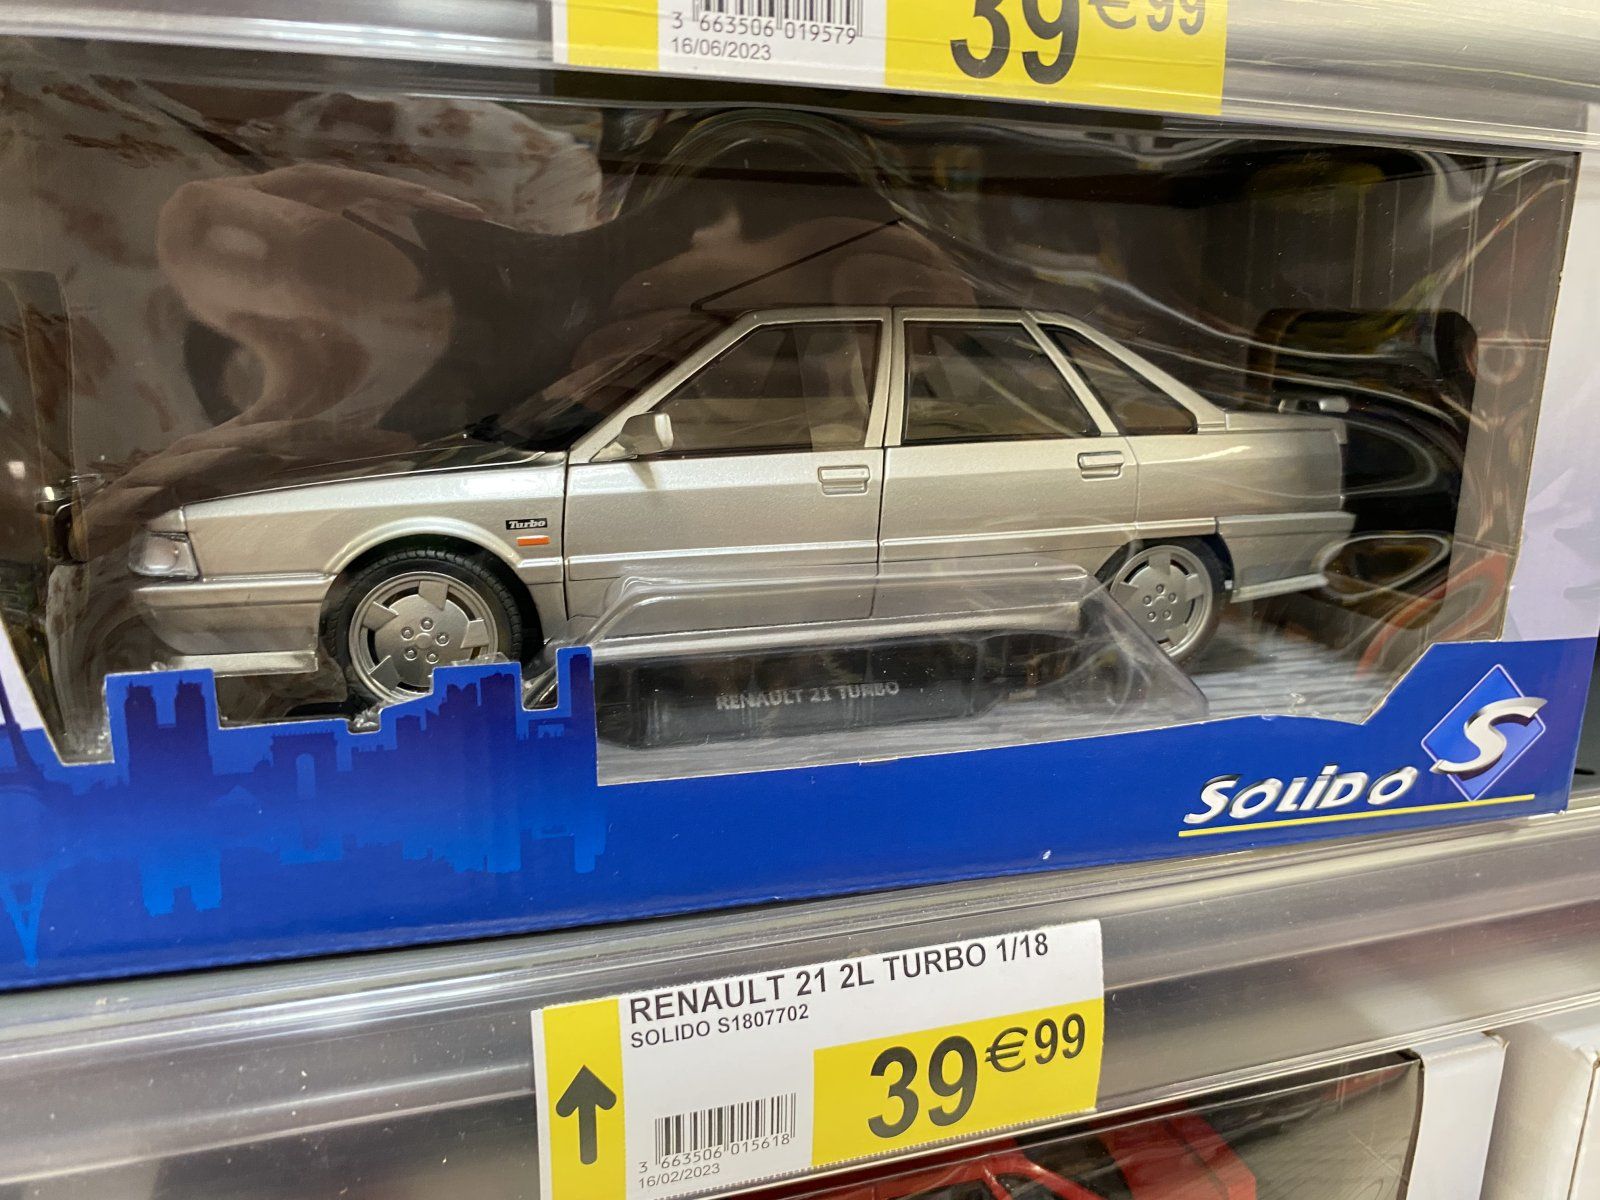 3 663506 019579
16/06/2023
39€99
Turbo
RENAULT 21 TURBO
SOLIDO S
RENAULT 21 2L TURBO 1/18
SOLIDO S1807702
39€99
3 663506 015618
16/02/2023